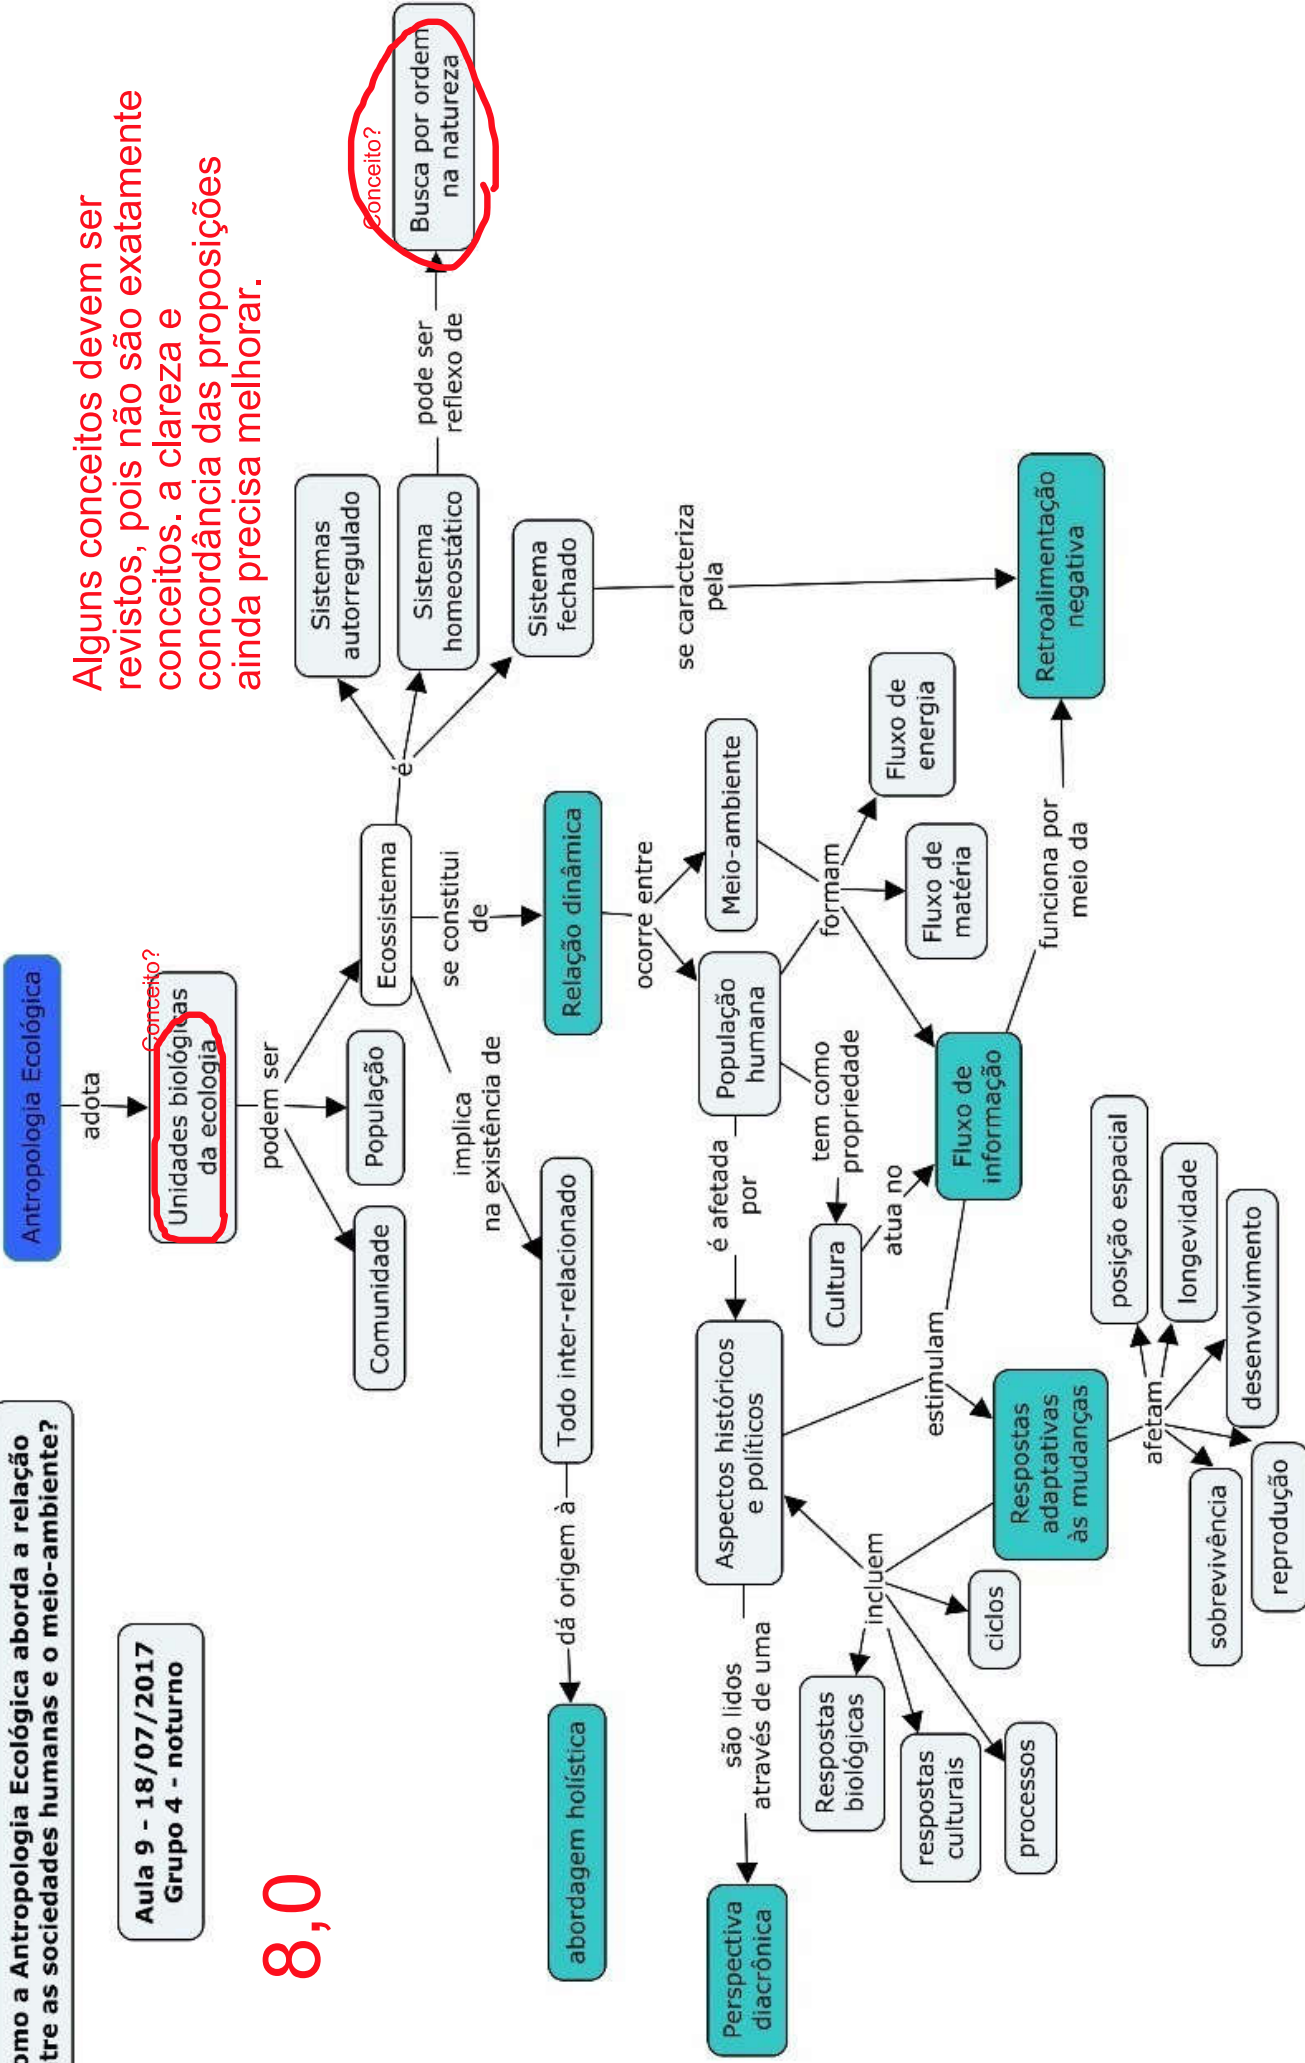 omo a Antropologia Ecológica aborda a relação
tre as sociedades humanas e o meio-ambiente?
Aula 9 - 18/07/2017
Grupo 4 - noturno
8,0
Antropologia Ecológica
adota
Conceito?
Unidades biológicas
da ecologia
podem ser
Comunidade
População
Ecossistema
Alguns conceitos devem ser
revistos, pois não são exatamente
conceitos. a clareza e
concordância das proposições
ainda precisa melhorar.
é
Sistemas
autorregulado
Sistema
homeostático
Sistema
fechado
pode ser
reflexo de
Conceito?
Busca por ordem
na natureza
se caracteriza
pela
Retroalimentação
negativa
implica
na existência de
Todo inter-relacionado
dá origem à
abordagem holística
se constitui
de
Relação dinâmica
ocorre entre
População
humana
Meio-ambiente
formam
Fluxo de
energia
Fluxo de
matéria
Fluxo de
informação
funciona por
meio da
tem como
propriedade
Cultura
atua no
é afetada
por
Aspectos históricos
e políticos
são lidos
através de uma
Perspectiva
diacrônica
estimulam
Respostas
adaptativas
às mudanças
incluem
Respostas
biológicas
respostas
culturais
processos
ciclos
afetam
posição espacial
longevidade
desenvolvimento
reprodução
sobrevivência